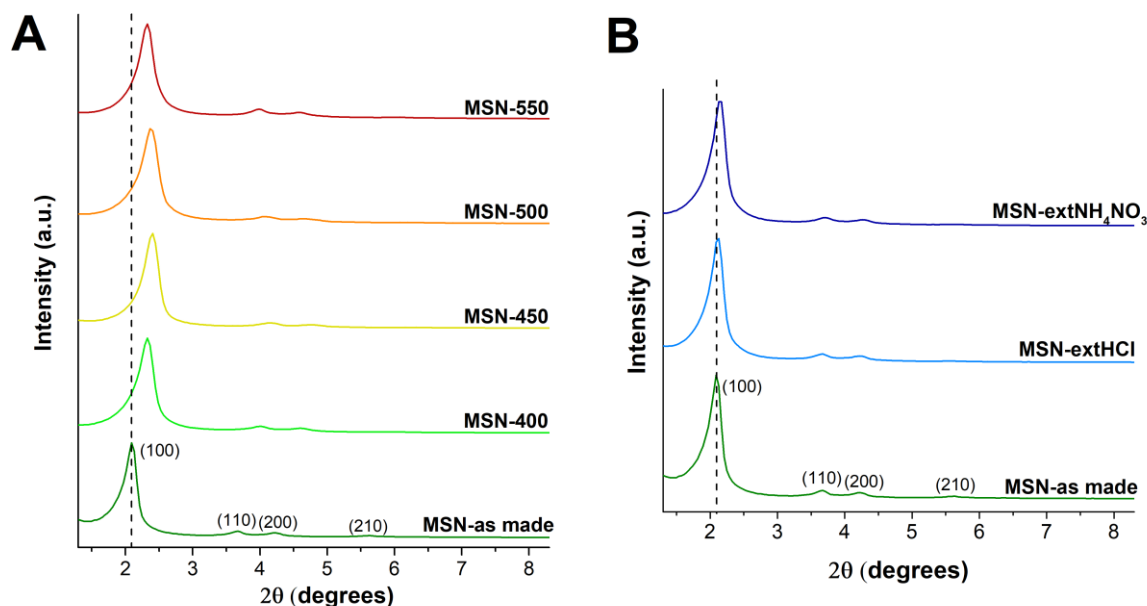 A
MSN-550
MSN-500
MSN-450
MSN-400
(100)
(110) (200) (210)
MSN-as made
Intensity (a.u.)
2 3 4 5 6 7 8
2θ (degrees)
B
MSN-extNH₄NO₃
MSN-extHCl
(100)
(110) (200) (210)
MSN-as made
Intensity (a.u.)
2 3 4 5 6 7 8
2θ (degrees)